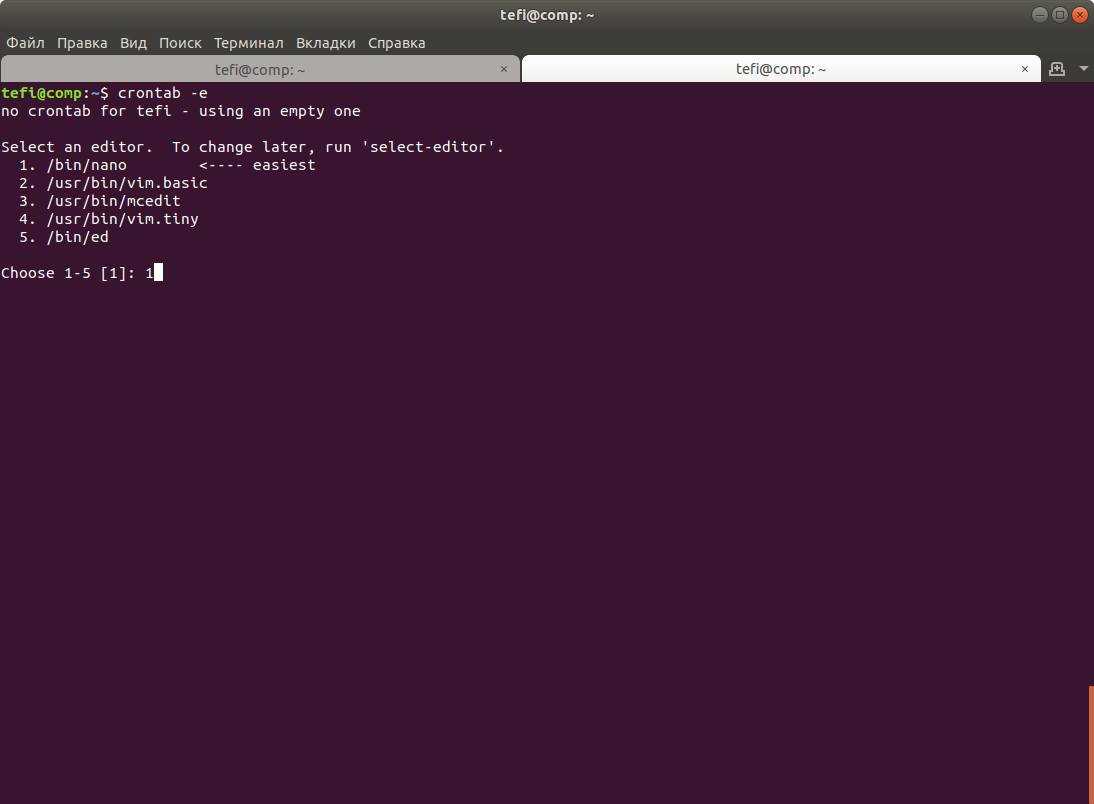 tefi@comp: ~
Файл Правка Вид Поиск Терминал Вкладки Справка
tefi@comp: ~ × tefi@comp: ~ ×
tefi@comp:~$ crontab -e
no crontab for tefi - using an empty one
Select an editor.  To change later, run 'select-editor'.
  1. /bin/nano        <---- easiest
  2. /usr/bin/vim.basic
  3. /usr/bin/mcedit
  4. /usr/bin/vim.tiny
  5. /bin/ed
Choose 1-5 [1]: 1